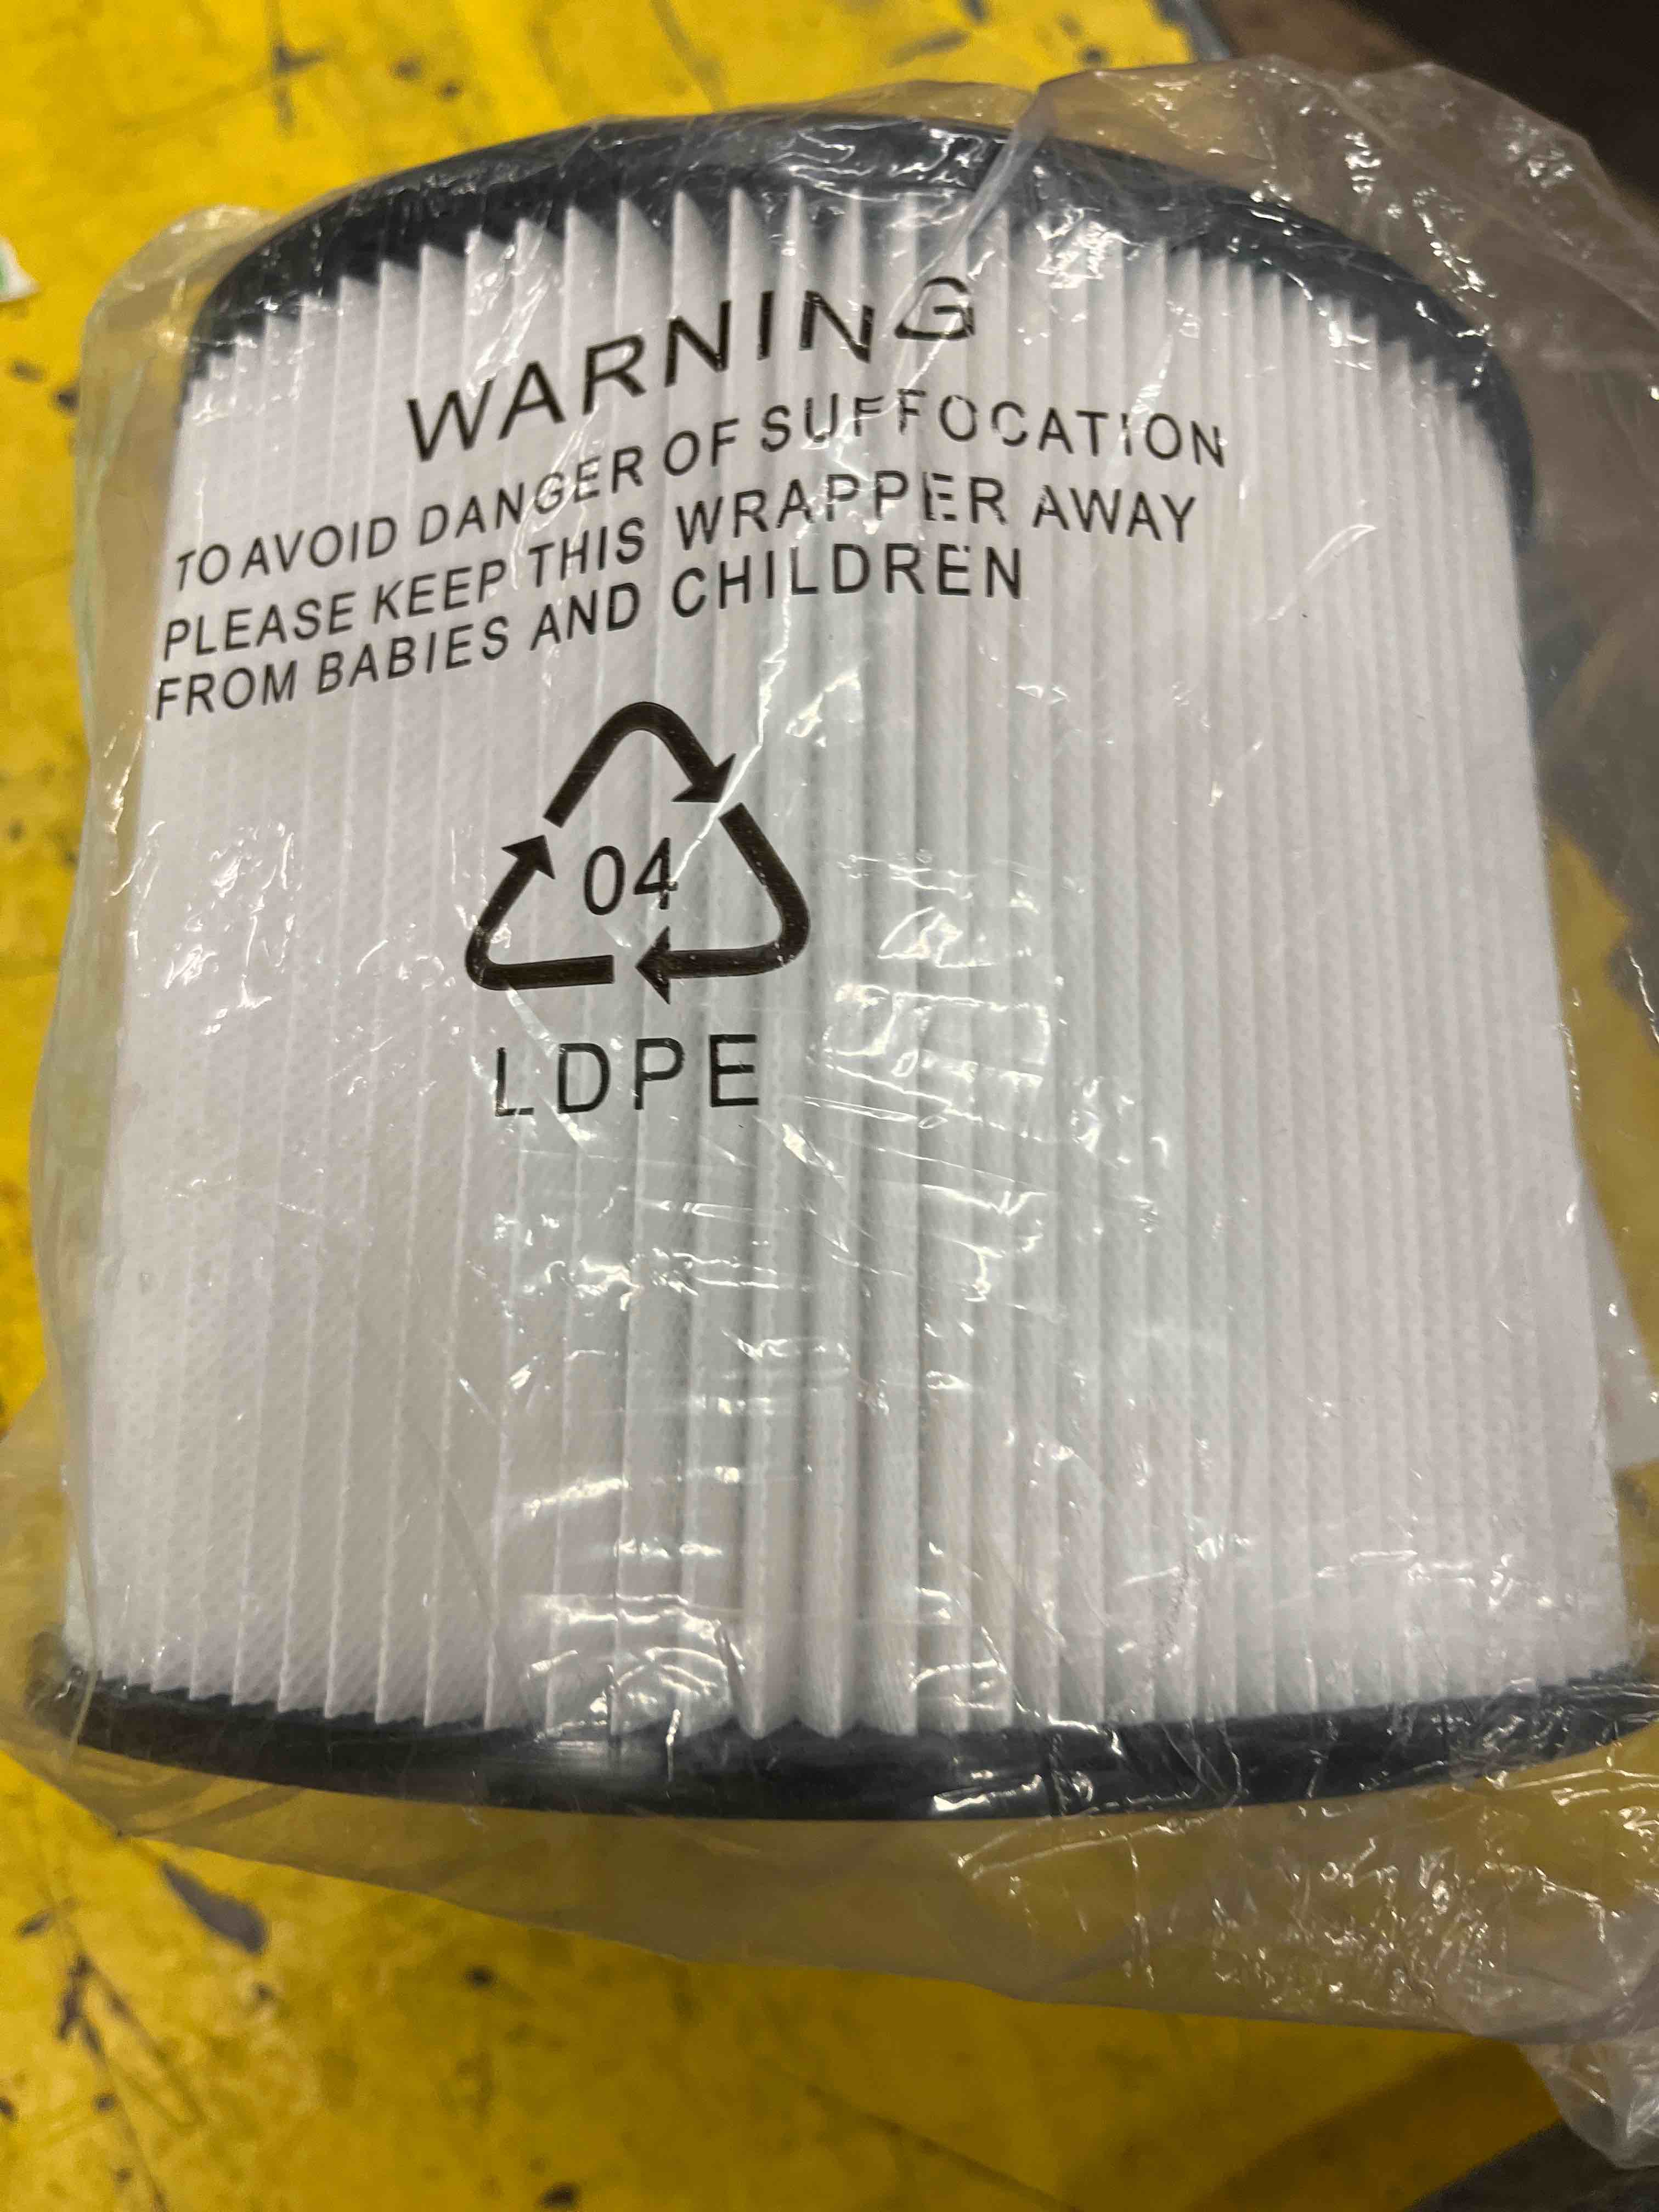 WARNING
TO AVOID DANGER OF SUFFOCATION
PLEASE KEEP THIS WRAPPER AWAY
FROM BABIES AND CHILDREN
04
LDPE